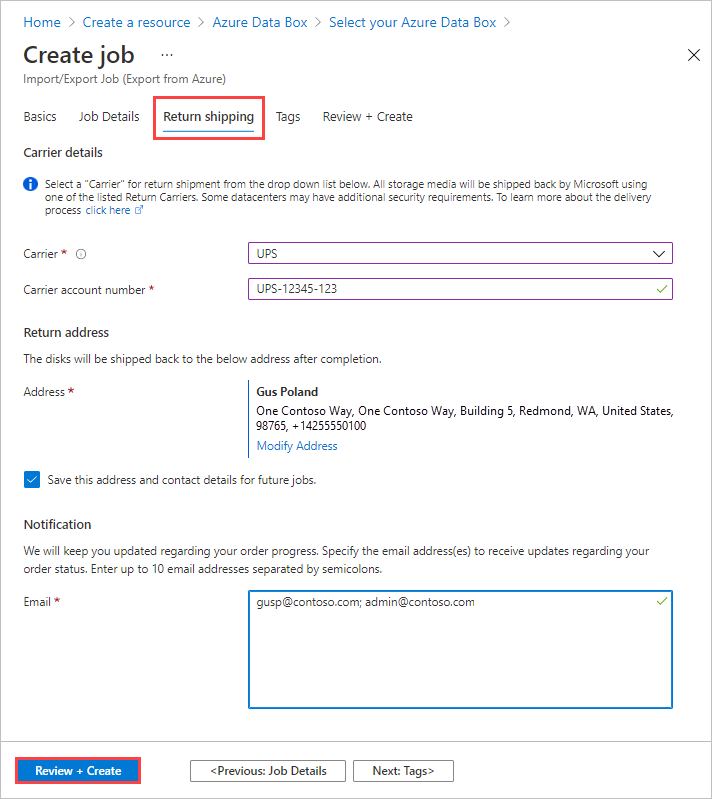 Home > Create a resource > Azure Data Box > Select your Azure Data Box >
Create job ...
Import/Export Job (Export from Azure)
Basics Job Details Return shipping Tags Review + Create
Carrier details
Select a "Carrier" for return shipment from the drop down list below. All storage media will be shipped back by Microsoft using
one of the listed Return Carriers. Some datacenters may have additional security requirements. To learn more about the delivery
process click here
Carrier * UPS
Carrier account number * UPS-12345-123
Return address
The disks will be shipped back to the below address after completion.
Address * Gus Poland
One Contoso Way, One Contoso Way, Building 5, Redmond, WA, United States,
98765, +14255550100
Modify Address
Save this address and contact details for future jobs.
Notification
We will keep you updated regarding your order progress. Specify the email address(es) to receive updates regarding your
order status. Enter up to 10 email addresses separated by semicolons.
Email * gusp@contoso.com; admin@contoso.com
Review + Create <Previous: Job Details Next: Tags>